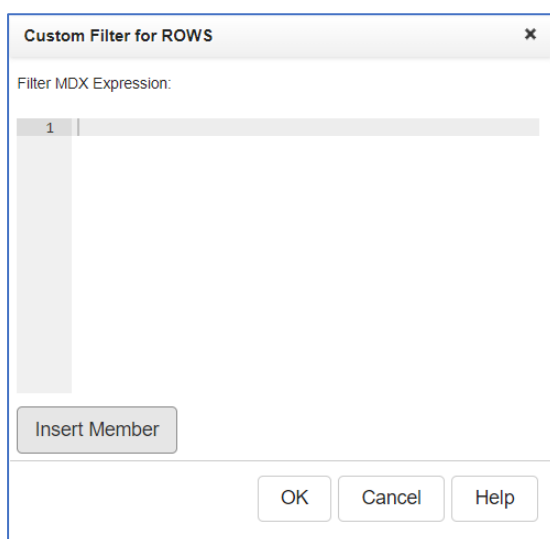 Custom Filter for ROWS ×
Filter MDX Expression:
1
Insert Member
OK Cancel Help